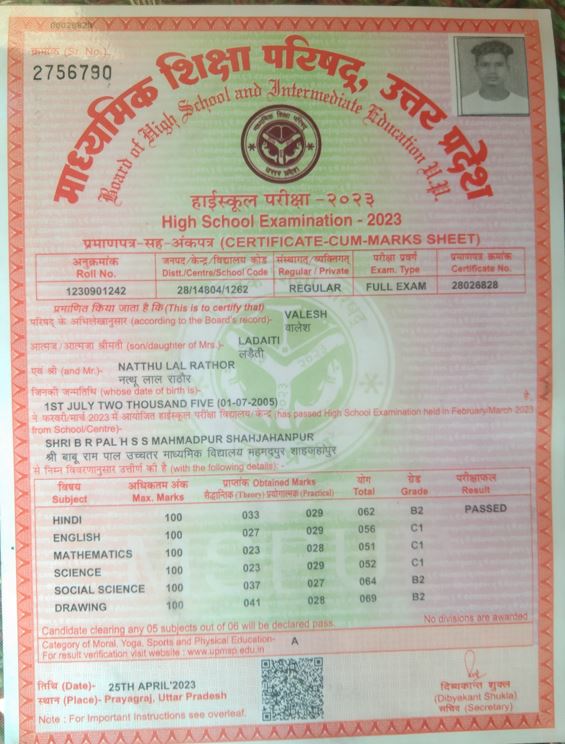 00026828
क्रमांक (Sr. No.)
2756790
माध्यमिक शिक्षा परिषद, उत्तर प्रदेश
Board of High School and Intermediate Education U.P.
माध्यमिक शिक्षा परिषद
उत्तर प्रदेश
हाईस्कूल परीक्षा -२०२३
High School Examination - 2023
प्रमाणपत्र-सह-अंकपत्र (CERTIFICATE-CUM-MARKS SHEET)
अनुक्रमांक जनपद/केन्द्र/विद्यालय कोड संस्थागत/व्यक्तिगत परीक्षा प्रवर्ग प्रमाणपत्र क्रमांक
Roll No. Distt./Centre/School Code Regular / Private Exam. Type Certificate No.
1230901242 28/14804/1262 REGULAR FULL EXAM 28026828
प्रमाणित किया जाता है कि (This is to certify that)
परिषद के अभिलेखानुसार (according to the Board's record)- VALESH
वालेश
आत्मज/आत्मजा श्रीमती (son/daughter of Mrs.)- LADAITI
लड़ैती
एवं श्री (and Mr.)- NATTHU LAL RATHOR
नत्थू लाल राठौर
जिनकी जन्मतिथि (whose date of birth is)-
1ST JULY TWO THOUSAND FIVE (01-07-2005) है,
ने फरवरी/मार्च 2023 में आयोजित हाईस्कूल परीक्षा विद्यालय/केन्द्र (has passed High School Examination held in February/March 2023
from School/Centre)-
SHRI B R PAL H S S MAHMADPUR SHAHJAHANPUR
श्री बाबू राम पाल उच्चतर माध्यमिक विद्यालय महमदपुर शाहजहांपुर
से निम्न विवरणानुसार उत्तीर्ण की है (with the following details):
विषय अधिकतम अंक प्राप्तांक Obtained Marks योग ग्रेड परीक्षाफल
Subject Max. Marks सैद्धान्तिक (Theory) प्रयोगात्मक (Practical) Total Grade Result
HINDI 100 033 029 062 B2 PASSED
ENGLISH 100 027 029 056 C1
MATHEMATICS 100 023 028 051 C1
SCIENCE 100 023 029 052 C1
SOCIAL SCIENCE 100 037 027 064 B2
DRAWING 100 041 028 069 B2
Candidate clearing any 05 subjects out of 06 will be declared pass. No divisions are awarded
Category of Moral, Yoga, Sports and Physical Education- A
For result verification visit website : www.upmsp.edu.in
तिथि (Date)- 25TH APRIL'2023
स्थान (Place)- Prayagraj, Uttar Pradesh
Note : For Important Instructions see overleaf.
दिब्यकान्त शुक्ल
(Dibyakant Shukla)
सचिव (Secretary)